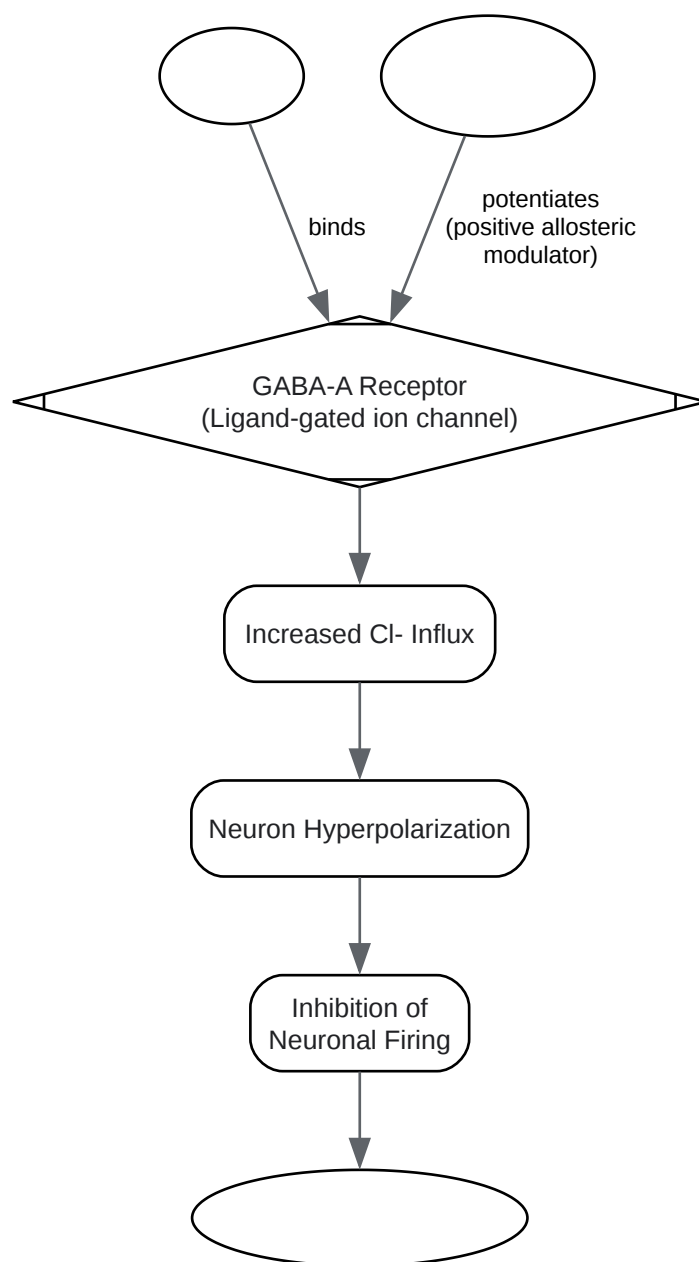 binds
potentiates
(positive allosteric
modulator)
GABA-A Receptor
(Ligand-gated ion channel)
Increased Cl- Influx
Neuron Hyperpolarization
Inhibition of
Neuronal Firing